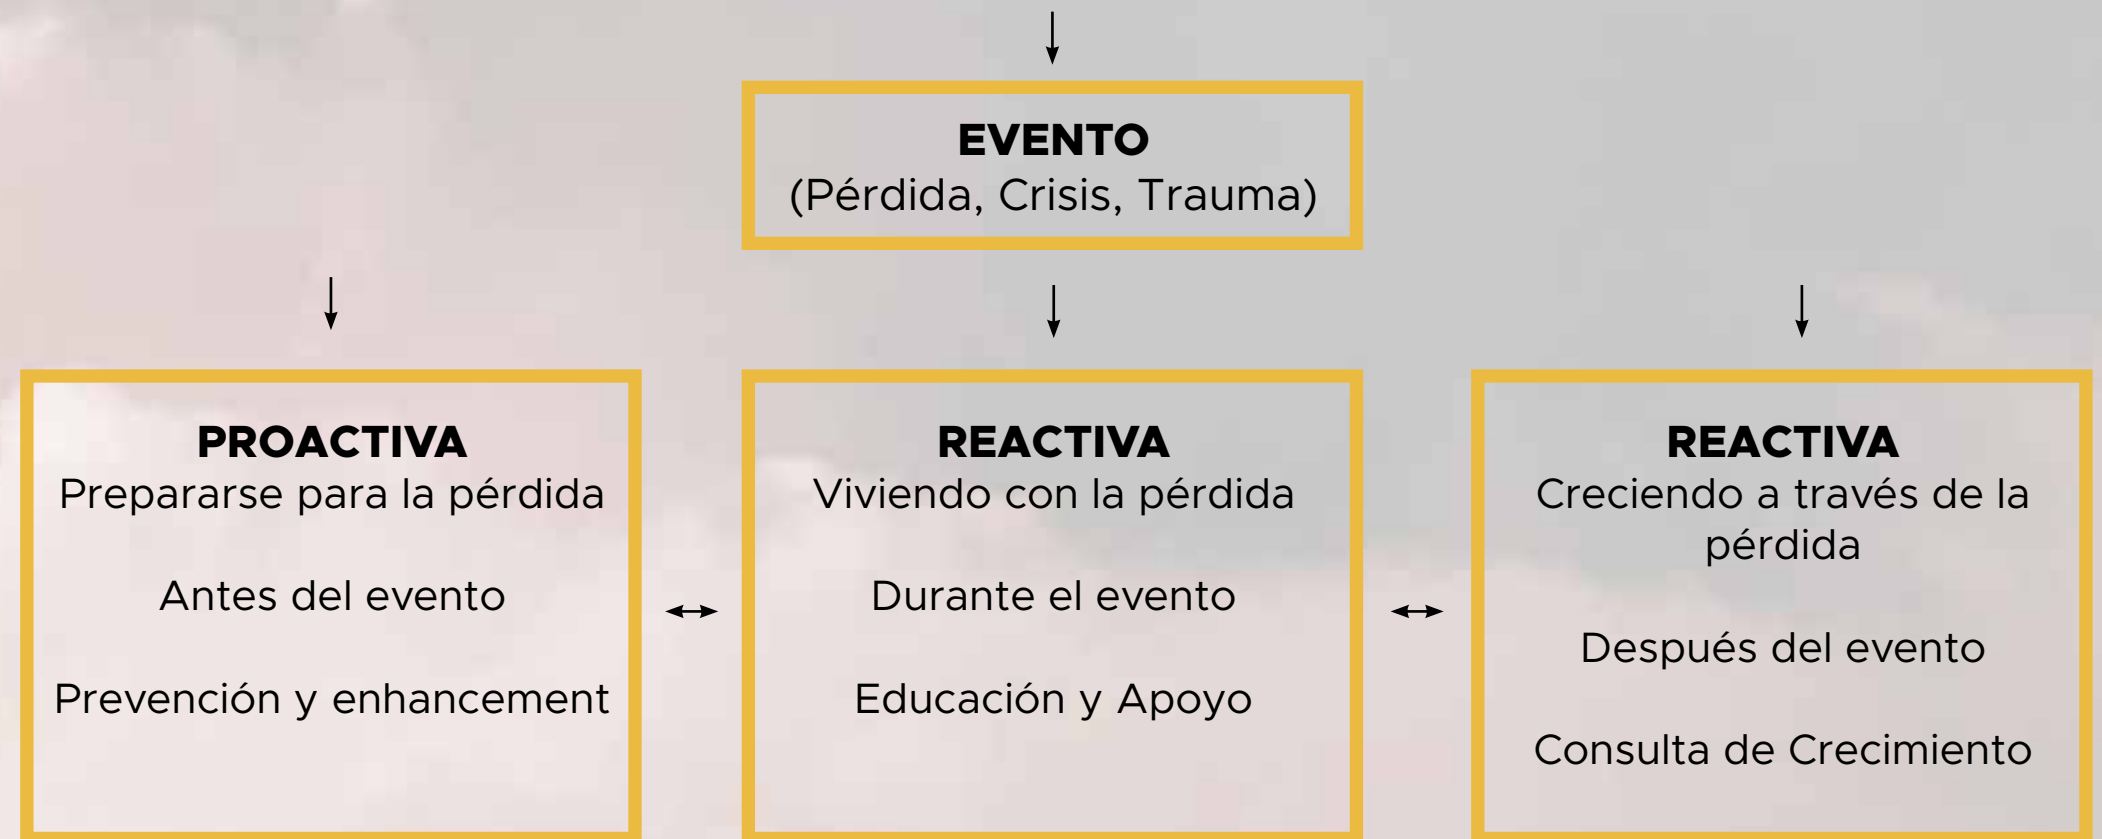 EVENTO
(Pérdida, Crisis, Trauma)
PROACTIVA
Prepararse para la pérdida
Antes del evento
Prevención y enhancement
REACTIVA
Viviendo con la pérdida
Durante el evento
Educación y Apoyo
REACTIVA
Creciendo a través de la
pérdida
Después del evento
Consulta de Crecimiento